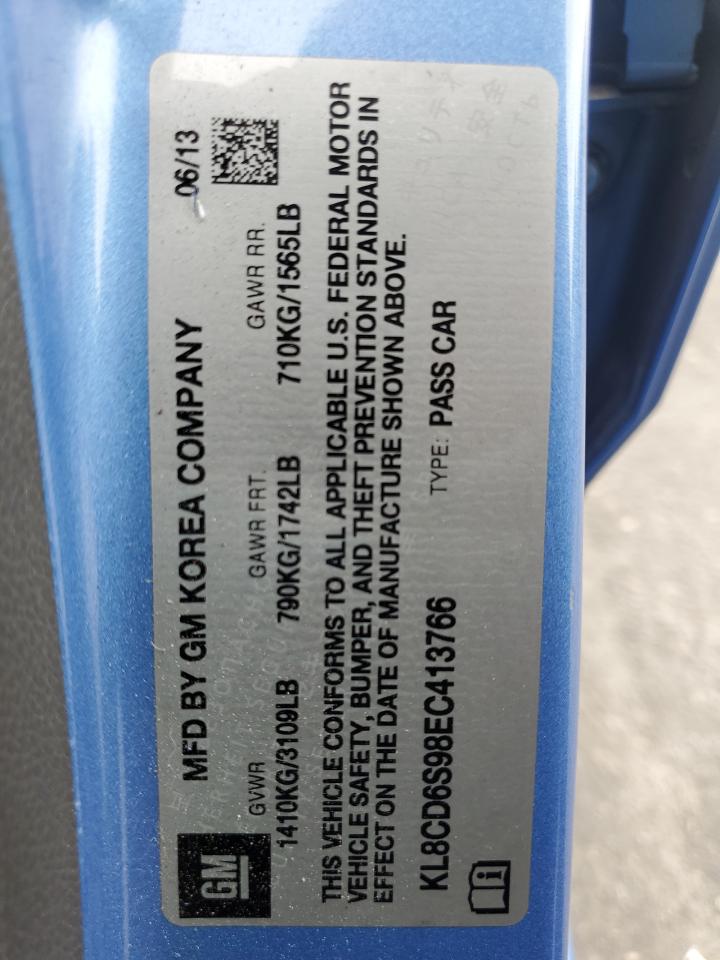 GM
MFD BY GM KOREA COMPANY
06/13
GVWR
GAWR FRT.
GAWR RR.
1410KG/3109LB
790KG/1742LB
710KG/1565LB
THIS VEHICLE CONFORMS TO ALL APPLICABLE U.S. FEDERAL MOTOR
VEHICLE SAFETY, BUMPER, AND THEFT PREVENTION STANDARDS IN
EFFECT ON THE DATE OF MANUFACTURE SHOWN ABOVE.
KL8CD6S98EC413766
TYPE: PASS CAR